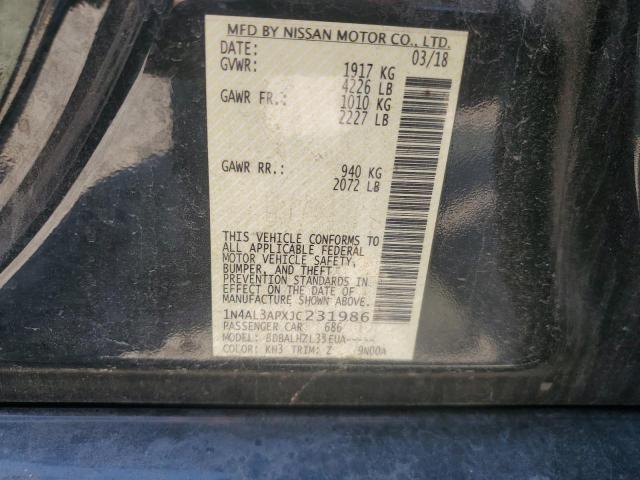 MFD BY NISSAN MOTOR CO., LTD.
DATE: 03/18
GVWR: 1917 KG
4226 LB
GAWR FR.: 1010 KG
2227 LB
GAWR RR.: 940 KG
2072 LB
THIS VEHICLE CONFORMS TO
ALL APPLICABLE FEDERAL
MOTOR VEHICLE SAFETY,
BUMPER, AND THEFT
PREVENTION STANDARDS
IN EFFECT ON THE DATE OF
MANUFACTURE SHOWN ABOVE.
1N4AL3APXJC231986
PASSENGER CAR 686
MODEL: BDBALHZL33EUA-----
COLOR: KH3 TRIM: Z 9N00A